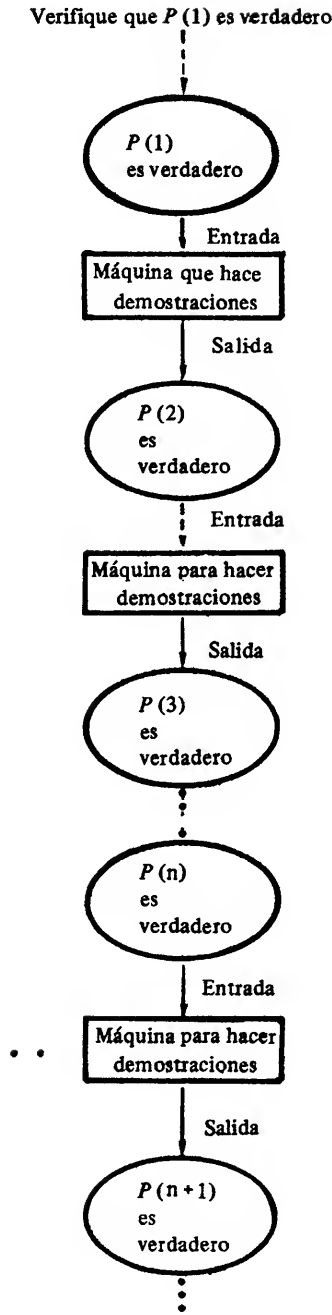 Verifique que P (1) es verdadero
P (1)
es verdadero
Entrada
Máquina que hace
demostraciones
Salida
P (2)
es
verdadero
Entrada
Máquina para hacer
demostraciones
Salida
P (3)
es
verdadero
P (n)
es
verdadero
Entrada
Máquina para hacer
demostraciones
Salida
P (n + 1)
es
verdadero